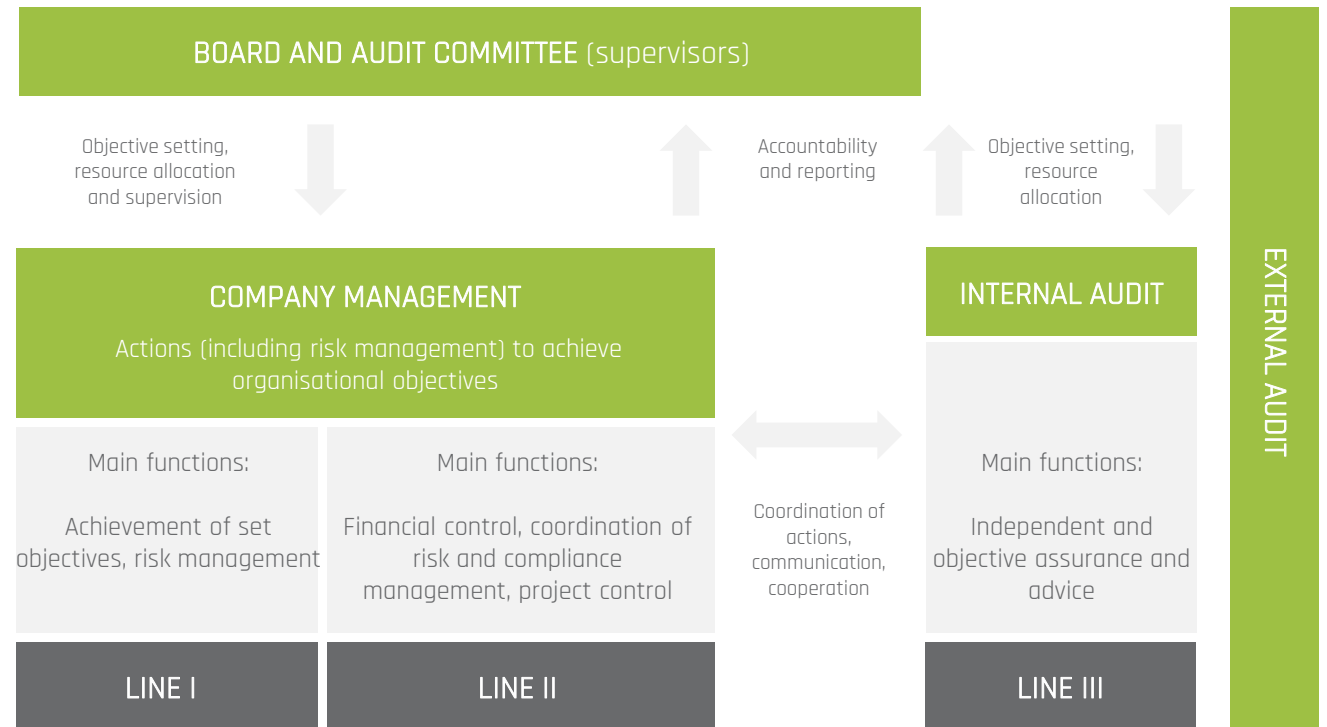 BOARD AND AUDIT COMMITTEE (supervisors)
Objective setting,
resource allocation
and supervision
Accountability
and reporting
Objective setting,
resource
allocation
COMPANY MANAGEMENT
Actions (including risk management) to achieve
organisational objectives
INTERNAL AUDIT
EXTERNAL AUDIT
Main functions:
Achievement of set
objectives, risk management
Main functions:
Financial control, coordination of
risk and compliance
management, project control
Coordination of
actions,
communication,
cooperation
Main functions:
Independent and
objective assurance and
advice
LINE I
LINE II
LINE III